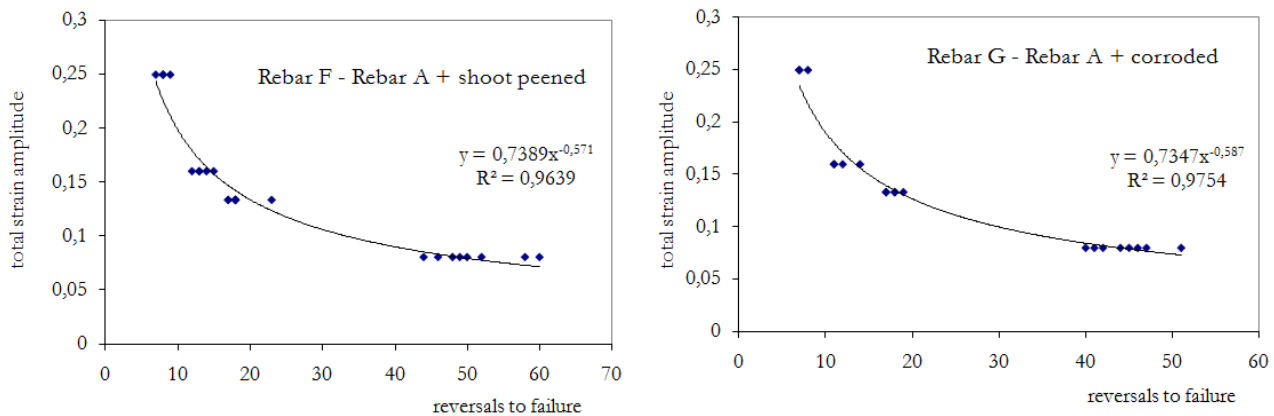 0,3
0,25
0,2
0,15
0,1
0,05
0
total strain amplitude
Rebar F - Rebar A + shoot peened
y = 0,7389x^-0,571
R² = 0,9639
0 10 20 30 40 50 60 70
reversals to failure
0,3
0,25
0,2
0,15
0,1
0,05
0
total strain amplitude
Rebar G - Rebar A + corroded
y = 0,7347x^-0,587
R² = 0,9754
0 10 20 30 40 50 60
reversals to failure